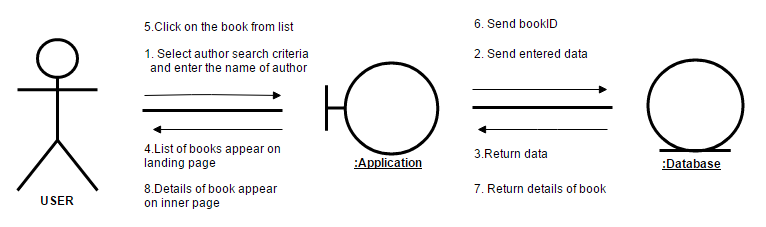 5.Click on the book from list
1. Select author search criteria
and enter the name of author
4.List of books appear on
landing page
8.Details of book appear
on inner page
USER
:Application
6. Send bookID
2. Send entered data
3.Return data
7. Return details of book
:Database